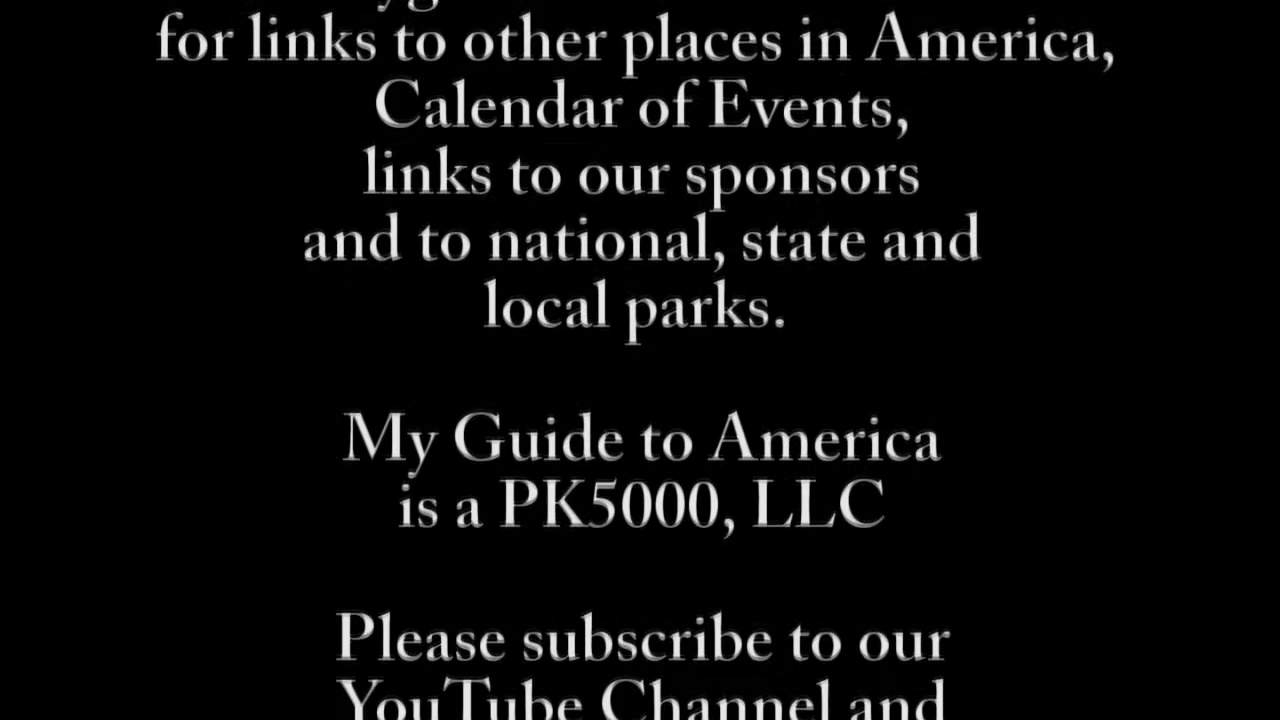 for links to other places in America,
Calendar of Events,
links to our sponsors
and to national, state and
local parks.
My Guide to America
is a PK5000, LLC
Please subscribe to our
YouTube Channel and